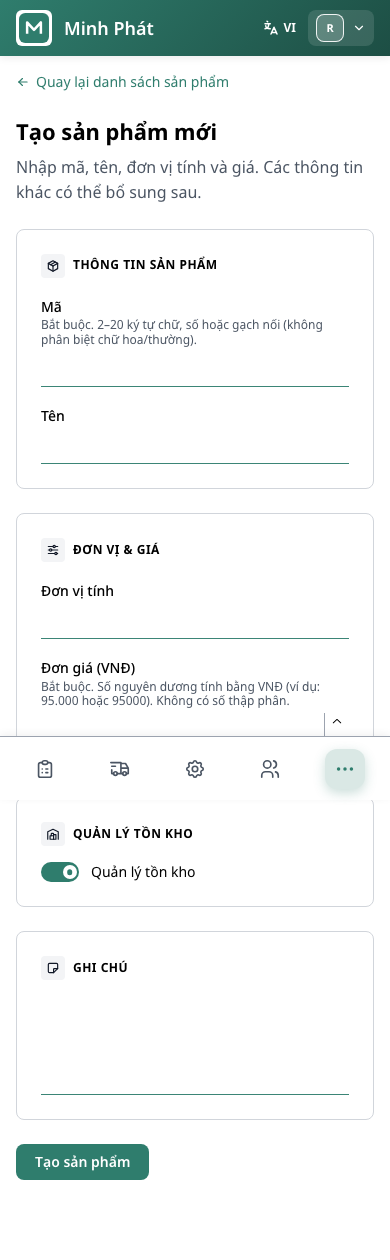 Minh Phát
VI
R
Quay lại danh sách sản phẩm
Tạo sản phẩm mới
Nhập mã, tên, đơn vị tính và giá. Các thông tin
khác có thể bổ sung sau.
THÔNG TIN SẢN PHẨM
Mã
Bắt buộc. 2–20 ký tự chữ, số hoặc gạch nối (không
phân biệt chữ hoa/thường).
Tên
ĐƠN VỊ & GIÁ
Đơn vị tính
Đơn giá (VNĐ)
Bắt buộc. Số nguyên dương tính bằng VNĐ (ví dụ:
95.000 hoặc 95000). Không có số thập phân.
QUẢN LÝ TỒN KHO
Quản lý tồn kho
GHI CHÚ
Tạo sản phẩm